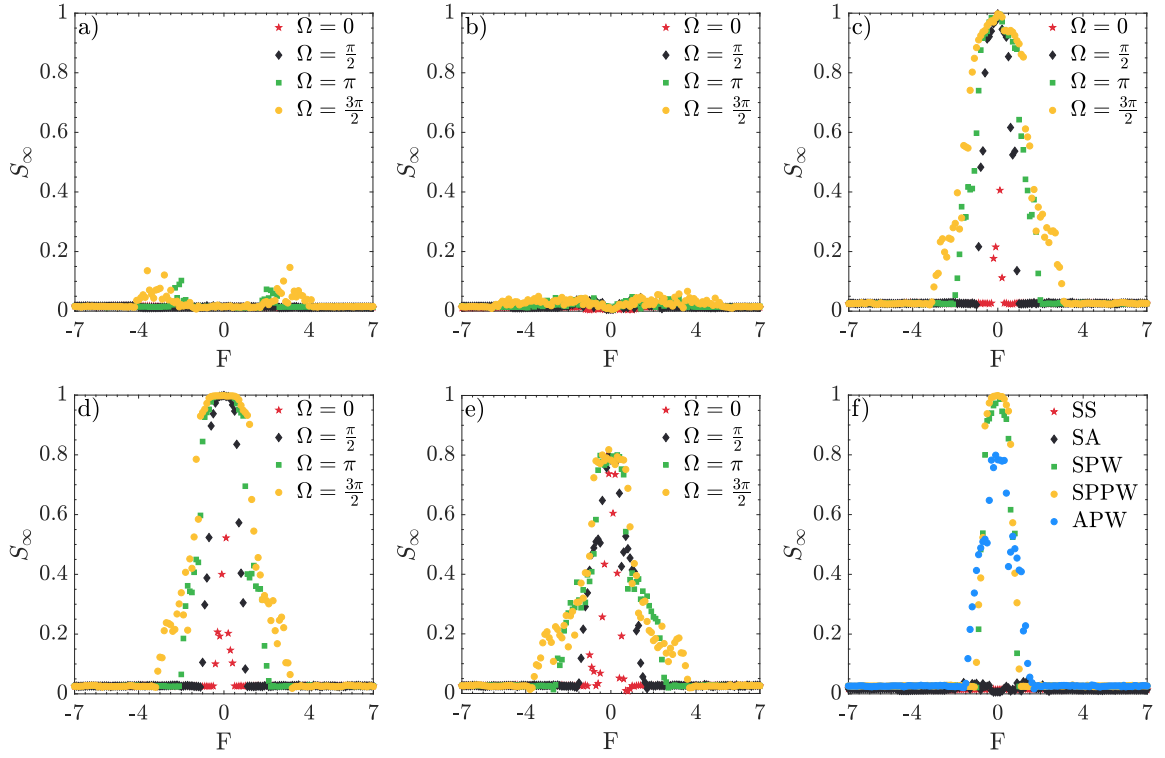 a)
Ω = 0
Ω = π/2
Ω = π
Ω = 3π/2
1
0.8
0.6
0.4
0.2
0
S∞
-7 -4 0 4 7
F
b)
Ω = 0
Ω = π/2
Ω = π
Ω = 3π/2
1
0.8
0.6
0.4
0.2
0
S∞
-7 -4 0 4 7
F
c)
Ω = 0
Ω = π/2
Ω = π
Ω = 3π/2
1
0.8
0.6
0.4
0.2
0
S∞
-7 -4 0 4 7
F
d)
Ω = 0
Ω = π/2
Ω = π
Ω = 3π/2
1
0.8
0.6
0.4
0.2
0
S∞
-7 -4 0 4 7
F
e)
Ω = 0
Ω = π/2
Ω = π
Ω = 3π/2
1
0.8
0.6
0.4
0.2
0
S∞
-7 -4 0 4 7
F
f)
SS
SA
SPW
SPPW
APW
1
0.8
0.6
0.4
0.2
0
S∞
-7 -4 0 4 7
F